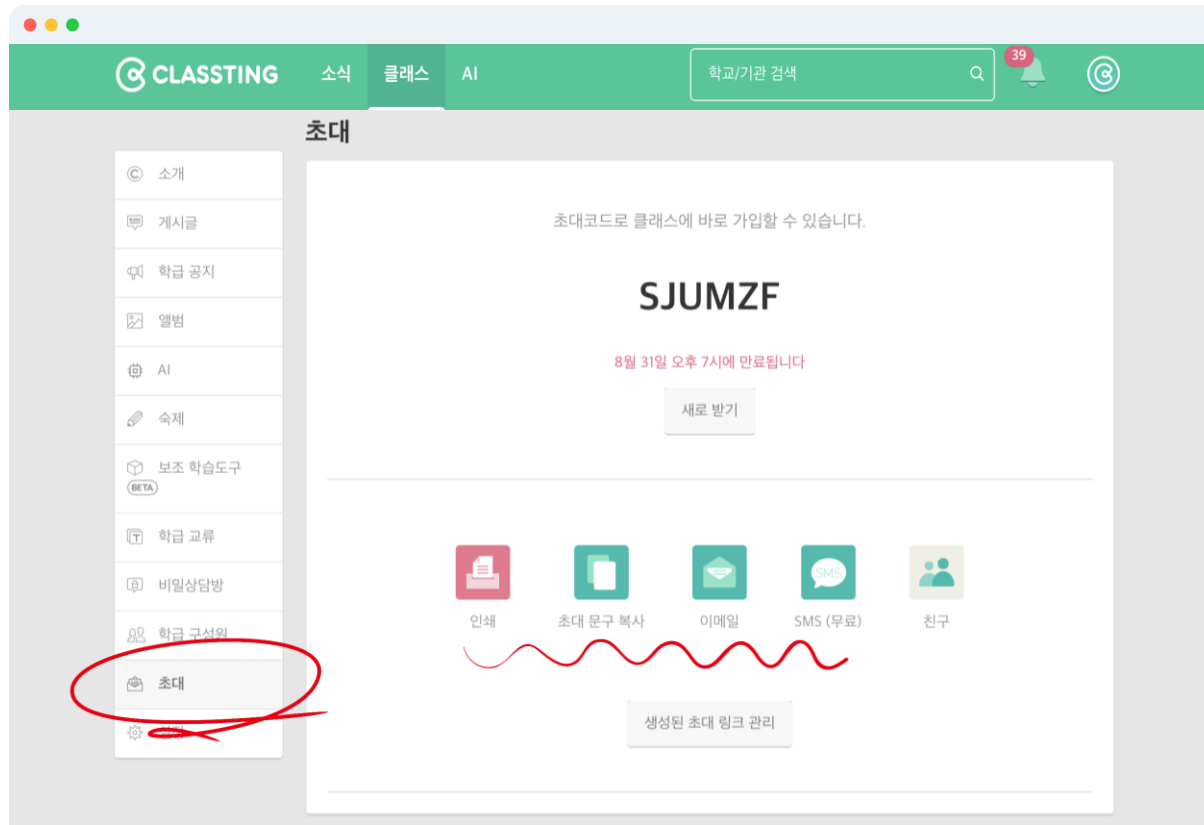 CLASSTING 소식 클래스 AI 학교/기관 검색 39
초대
소개
게시글
학급 공지
앨범
AI
숙제
보조 학습도구
BETA
학급 교류
비밀상담방
학급 구성원
초대
초대코드로 클래스에 바로 가입할 수 있습니다.
SJUMZF
8월 31일 오후 7시에 만료됩니다
새로 받기
인쇄 초대 문구 복사 이메일 SMS SMS (무료) 친구
생성된 초대 링크 관리